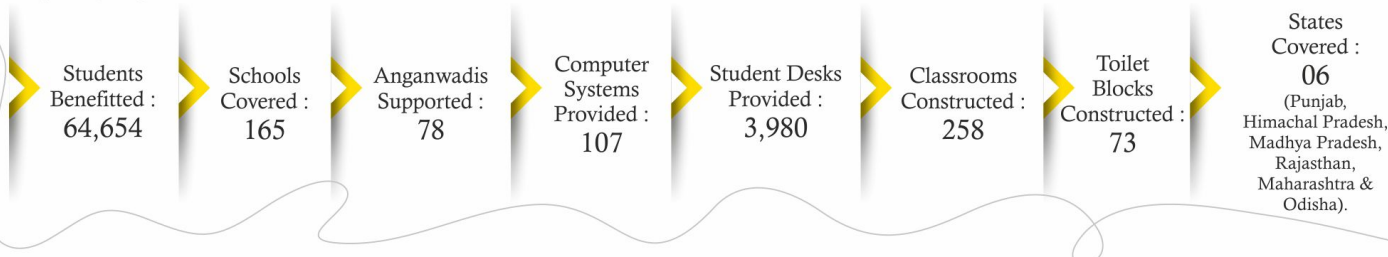 Students
Benefitted :
64,654
Schools
Covered :
165
Anganwadis
Supported :
78
Computer
Systems
Provided :
107
Student Desks
Provided :
3,980
Classrooms
Constructed :
258
Toilet
Blocks
Constructed :
73
States
Covered :
06
(Punjab,
Himachal Pradesh,
Madhya Pradesh,
Rajasthan,
Maharashtra &
Odisha).